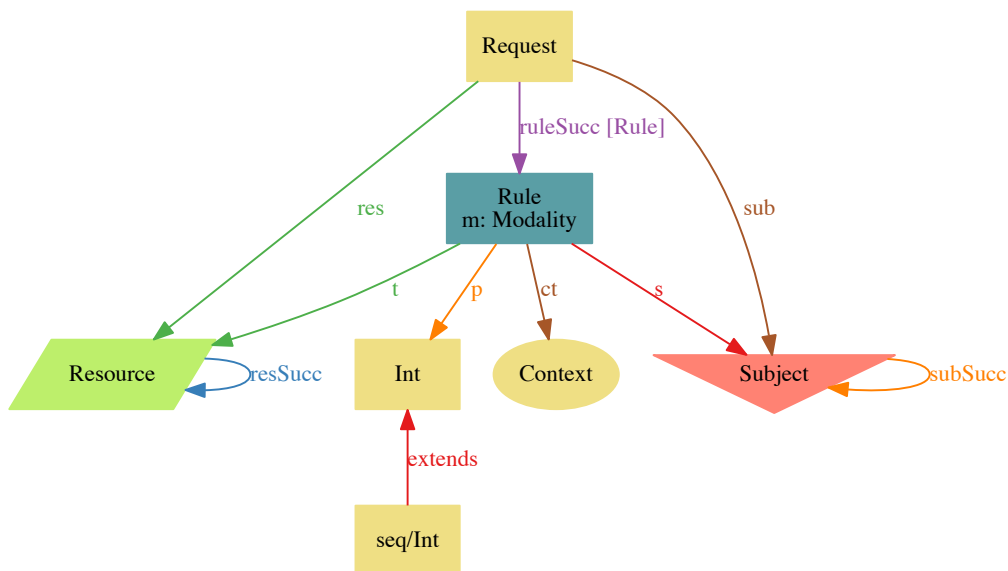 Request
ruleSucc [Rule]
res
sub
Rule
m: Modality
t
p
ct
s
Resource
resSucc
Int
Context
Subject
subSucc
extends
seq/Int